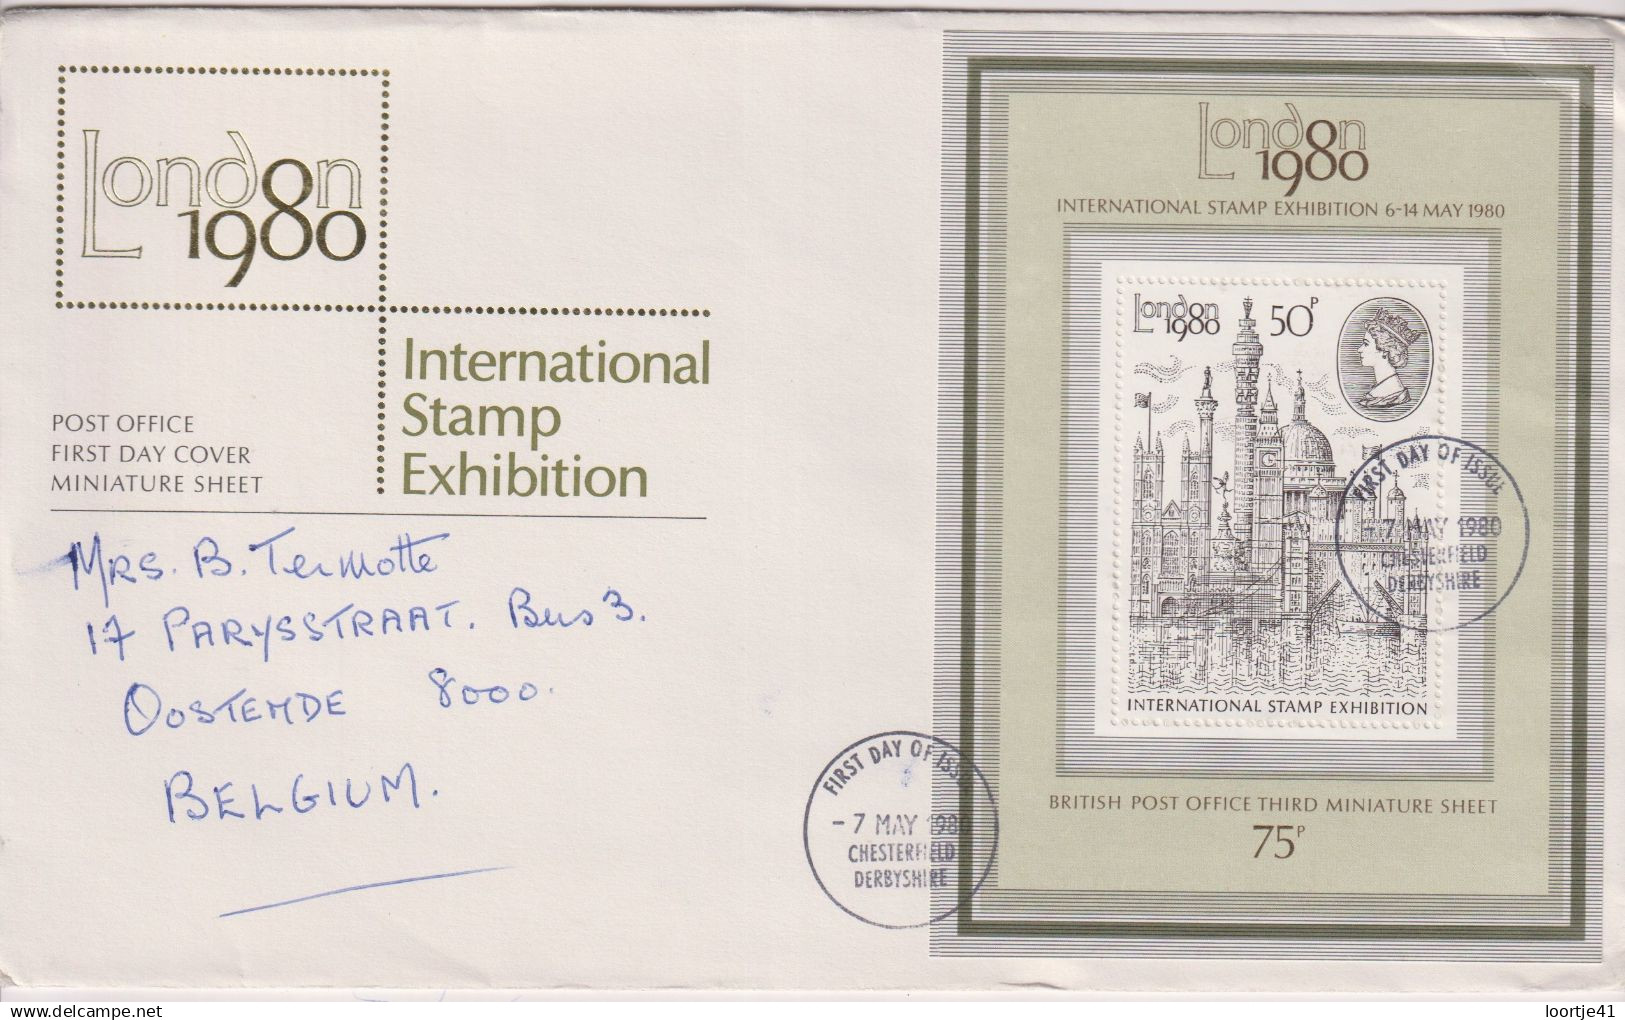 London
1980
International
Stamp
Exhibition
POST OFFICE
FIRST DAY COVER
MINIATURE SHEET
Mrs. B. Termotte
17 PARYSSTRAAT. Bus 3.
OOSTENDE 8000.
BELGIUM.
FIRST DAY OF ISSUE
- 7 MAY 1980
CHESTERFIELD
DERBYSHIRE
London
1980
INTERNATIONAL STAMP EXHIBITION 6-14 MAY 1980
London
1980
50P
INTERNATIONAL STAMP EXHIBITION
FIRST DAY OF ISSUE
- 7 MAY 1980
CHESTERFIELD
DERBYSHIRE
BRITISH POST OFFICE THIRD MINIATURE SHEET
75P
loortje41